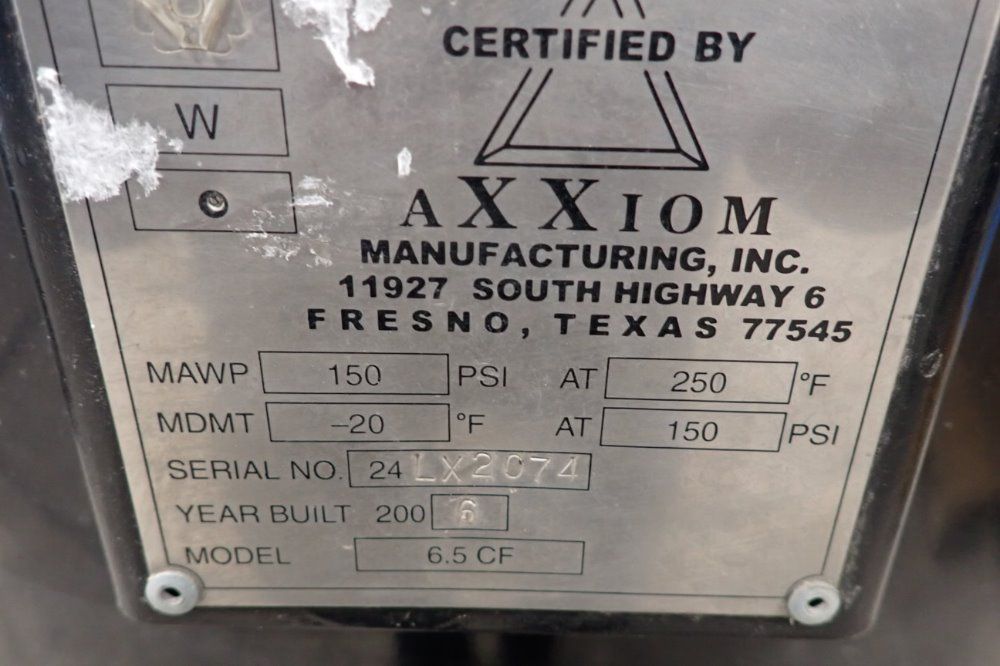 U
W
CERTIFIED BY
AXXIOM
MANUFACTURING, INC.
11927 SOUTH HIGHWAY 6
FRESNO, TEXAS 77545
MAWP 150 PSI AT 250 °F
MDMT -20 °F AT 150 PSI
SERIAL NO. 24 LX2074
YEAR BUILT 200 6
MODEL 6.5 CF